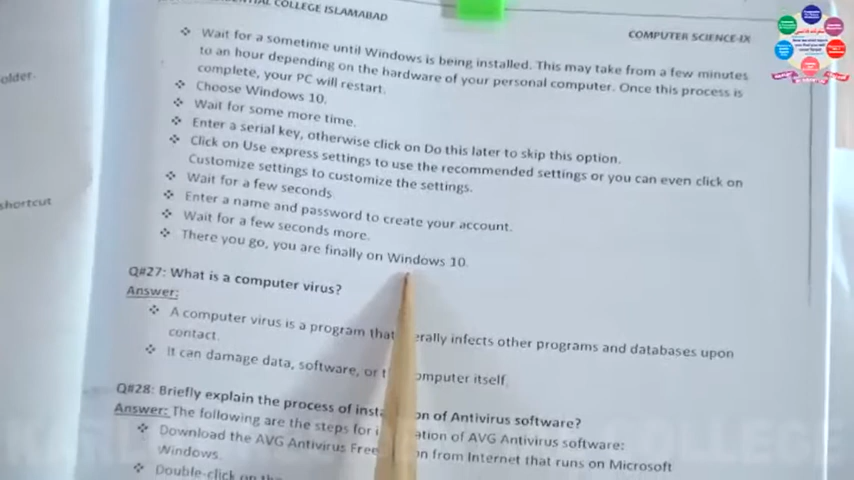 COLLEGE ISLAMABAD
COMPUTER SCIENCE-IX
❖ Wait for a sometime until Windows is being installed. This may take from a few minutes
to an hour depending on the hardware of your personal computer. Once this process is
complete, your PC will restart.
❖ Choose Windows 10.
❖ Wait for some more time.
❖ Enter a serial key, otherwise click on Do this later to skip this option.
❖ Click on Use express settings to use the recommended settings or you can even click on
Customize settings to customize the settings.
❖ Wait for a few seconds
❖ Enter a name and password to create your account.
❖ Wait for a few seconds more.
❖ There you go, you are finally on Windows 10.
Q#27: What is a computer virus?
Answer:
❖ A computer virus is a program that erally infects other programs and databases upon
contact.
❖ It can damage data, software, or omputer itself.
Q#28: Briefly explain the process of inst on of Antivirus software?
Answer: The following are the steps for ation of AVG Antivirus software:
❖ Download the AVG Antivirus Free on from Internet that runs on Microsoft
Windows.
❖ Double-click on
older-
shortcut